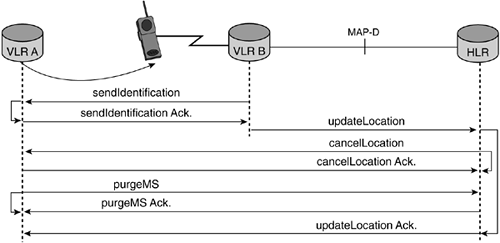 MAP-D
VLR A
VLR B
HLR
sendIdentification
sendIdentification Ack.
updateLocation
cancelLocation
cancelLocation Ack.
purgeMS
purgeMS Ack.
updateLocation Ack.